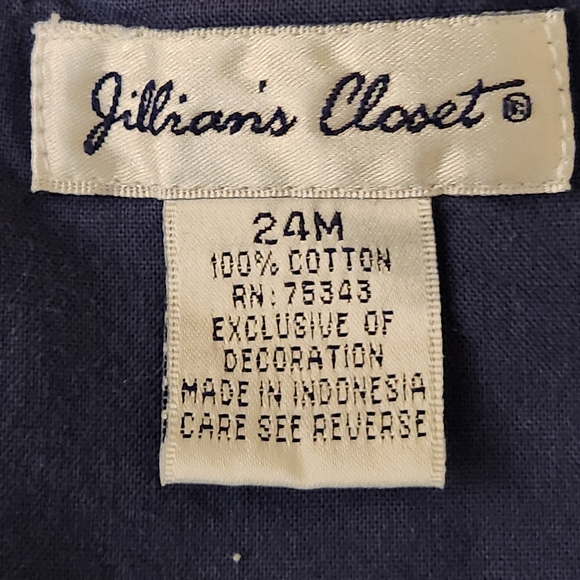 Jillian's Closet®
24M
100% COTTON
RN: 75343
EXCLUSIVE OF
DECORATION
MADE IN INDONESIA
CARE SEE REVERSE